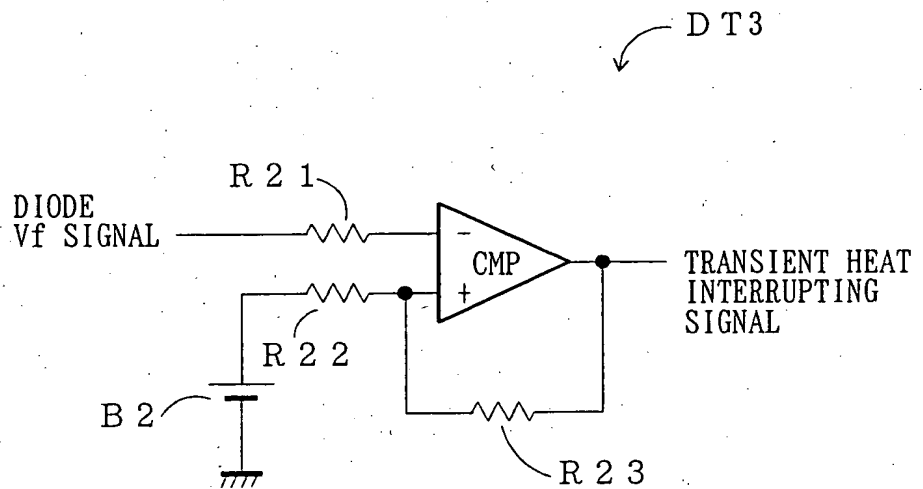 DT3
R21
DIODE
Vf SIGNAL
−
CMP
+
TRANSIENT HEAT
INTERRUPTING
SIGNAL
R22
B2
R23